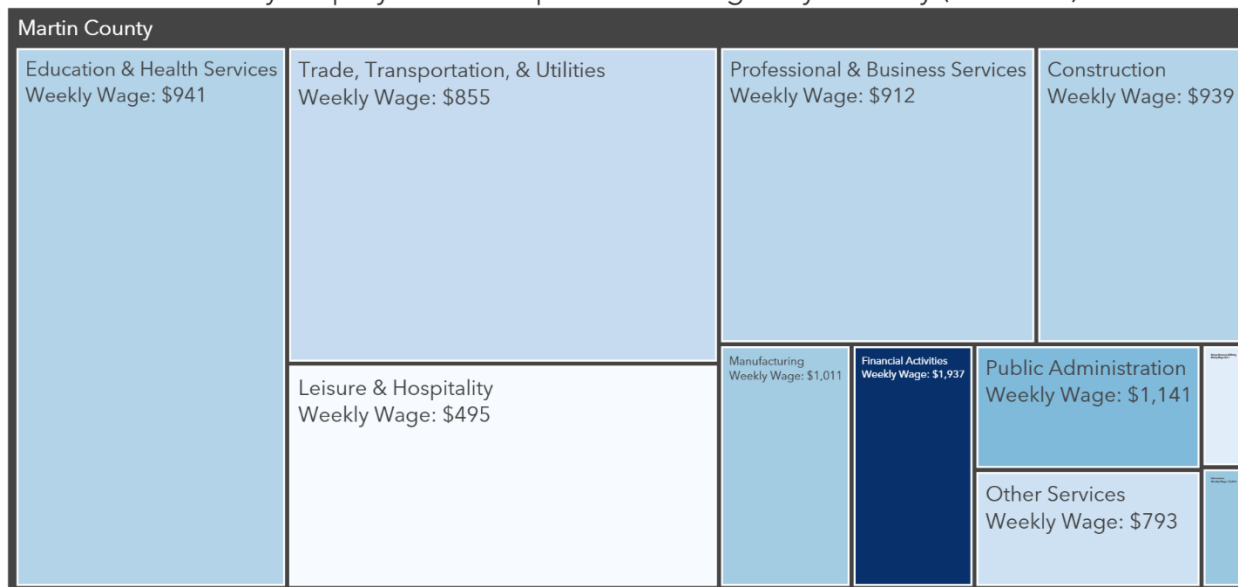 Martin County
Education & Health Services
Weekly Wage: $941
Trade, Transportation, & Utilities
Weekly Wage: $855
Leisure & Hospitality
Weekly Wage: $495
Professional & Business Services
Weekly Wage: $912
Construction
Weekly Wage: $939
Manufacturing
Weekly Wage: $1,011
Financial Activities
Weekly Wage: $1,937
Public Administration
Weekly Wage: $1,141
Other Services
Weekly Wage: $793